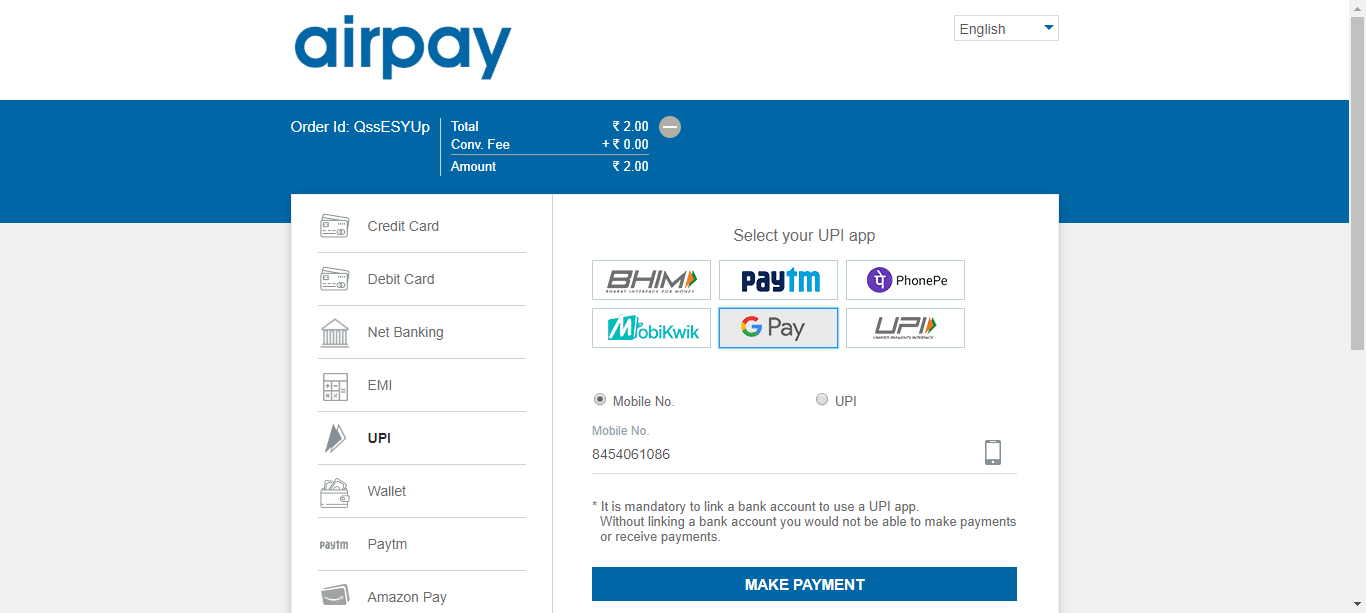 airpay
English
Order Id: QssESYUp
Total ₹ 2.00
Conv. Fee + ₹ 0.00
Amount ₹ 2.00
Credit Card
Debit Card
Net Banking
EMI
UPI
Wallet
paytm Paytm
Amazon Pay
Select your UPI app
BHIM Paytm PhonePe
BHARAT INTERFACE FOR MONEY
MobiKwik G Pay UPI
UNIFIED PAYMENTS INTERFACE
Mobile No. UPI
Mobile No.
8454061086
* It is mandatory to link a bank account to use a UPI app.
Without linking a bank account you would not be able to make payments
or receive payments.
MAKE PAYMENT